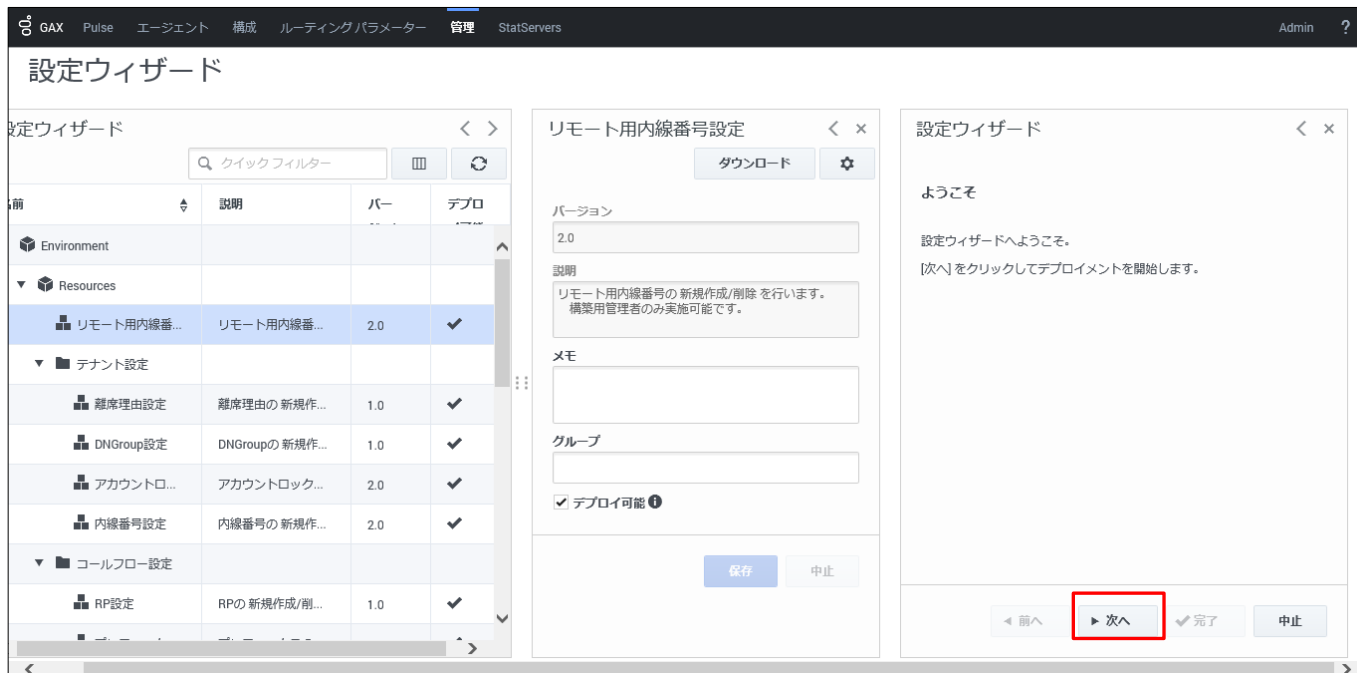 GAX Pulse エージェント 構成 ルーティングパラメーター 管理 StatServers Admin ?
設定ウィザード
設定ウィザード
クイック フィルター
名前 説明 バー デプロ
Environment
Resources
リモート用内線番... リモート用内線番... 2.0
テナント設定
離席理由設定 離席理由の 新規作... 1.0
DNGroup設定 DNGroupの 新規作... 1.0
アカウントロ... アカウントロック... 2.0
内線番号設定 内線番号の 新規作... 2.0
コールフロー設定
RP設定 RPの 新規作成/削... 1.0
リモート用内線番号設定
ダウンロード
バージョン
2.0
説明
リモート用内線番号の 新規作成/削除 を行います。
構築用管理者のみ実施可能です。
メモ
グループ
デプロイ可能
保存 中止
設定ウィザード
ようこそ
設定ウィザードへようこそ。
[次へ] をクリックしてデプロイメントを開始します。
前へ 次へ 完了 中止